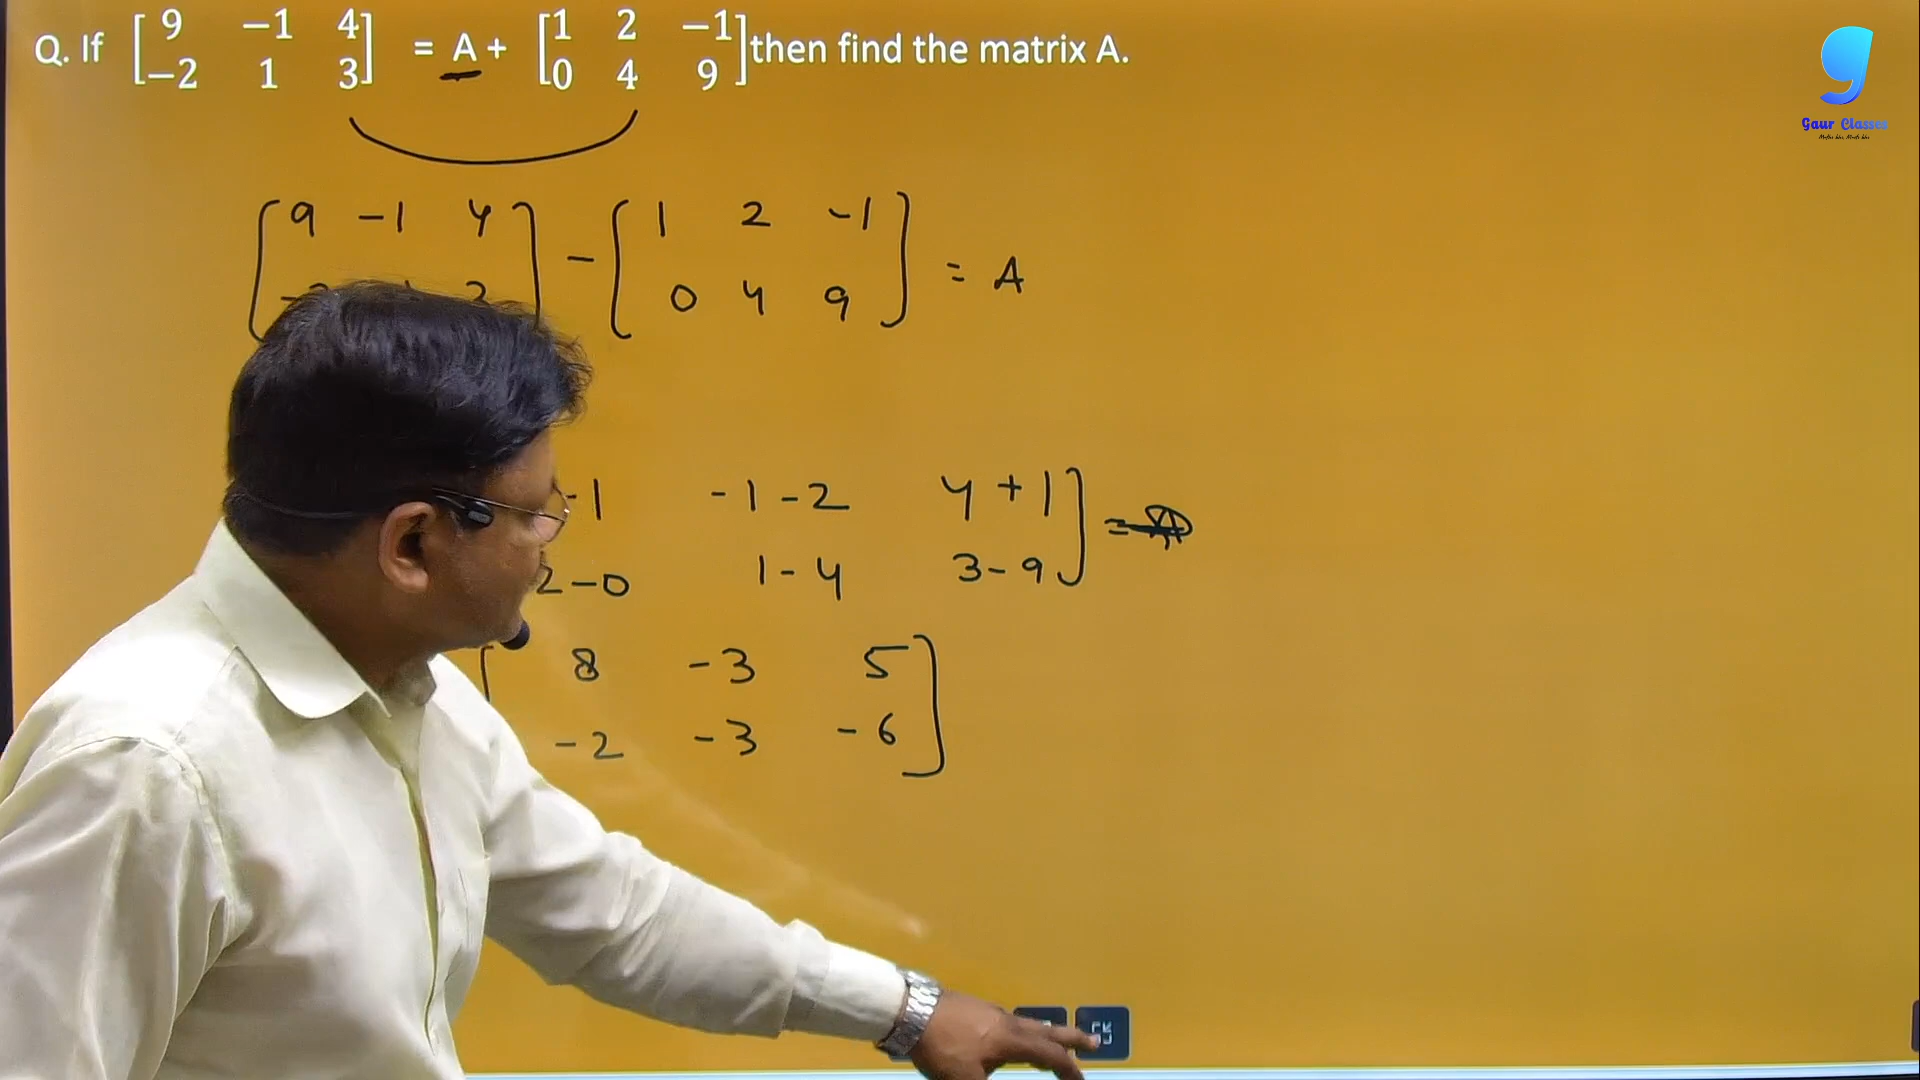 Q. If [9 −1 4 −2 1 3] = A + [1 2 −1 0 4 9] then find the matrix A.
Gaur Classes
[9 -1 4] - [1 2 -1
0 4 9] = A
-1 -1-2 4+1] =
2-0 1-4 3-9
[8 -3 5
-2 -3 -6]